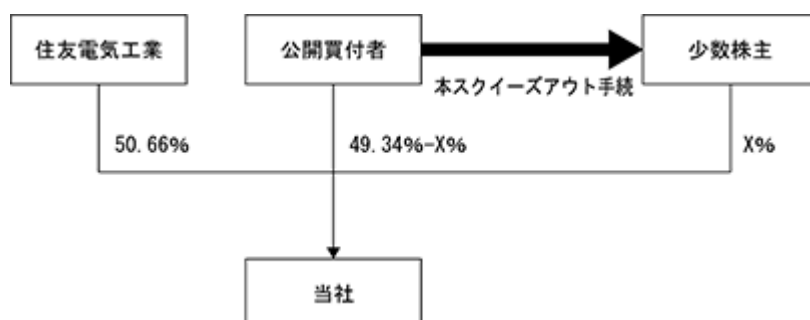 住友電気工業
公開買付者
少数株主
本スクイーズアウト手続
50.66%
49.34%-X%
X%
当社